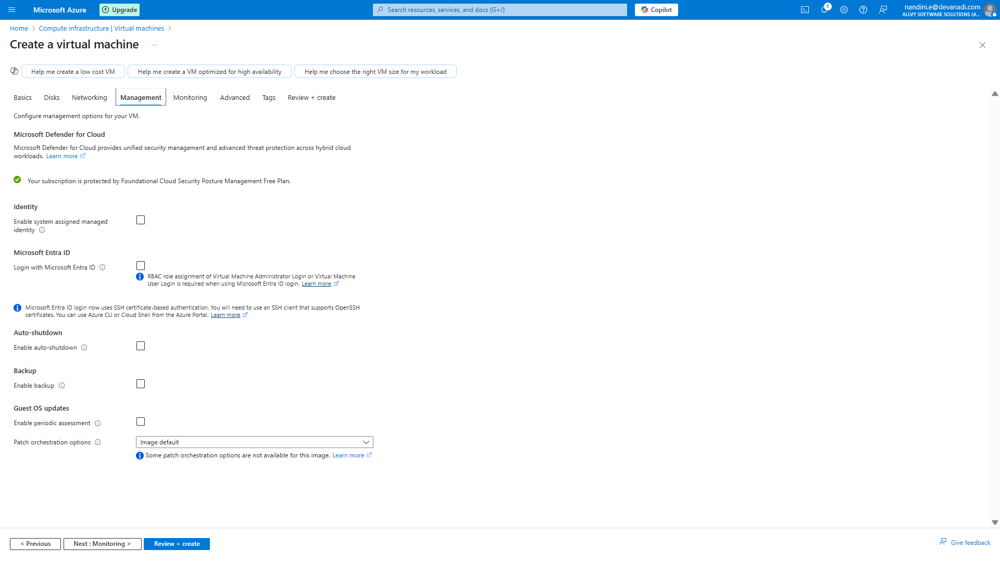 Microsoft Azure
Upgrade
Search resources, services, and docs (G+/)
Copilot
6
nandini.e@devanadi.com
ALLVY SOFTWARE SOLUTIONS (A...
Home > Compute infrastructure | Virtual machines >
Create a virtual machine ...
Help me create a low cost VM
Help me create a VM optimized for high availability
Help me choose the right VM size for my workload
Basics Disks Networking Management Monitoring Advanced Tags Review + create
Configure management options for your VM.
Microsoft Defender for Cloud
Microsoft Defender for Cloud provides unified security management and advanced threat protection across hybrid cloud
workloads. Learn more
Your subscription is protected by Foundational Cloud Security Posture Management Free Plan.
Identity
Enable system assigned managed
identity
Microsoft Entra ID
Login with Microsoft Entra ID
RBAC role assignment of Virtual Machine Administrator Login or Virtual Machine
User Login is required when using Microsoft Entra ID login. Learn more
Microsoft Entra ID login now uses SSH certificate-based authentication. You will need to use an SSH client that supports OpenSSH
certificates. You can use Azure CLI or Cloud Shell from the Azure Portal. Learn more
Auto-shutdown
Enable auto-shutdown
Backup
Enable backup
Guest OS updates
Enable periodic assessment
Patch orchestration options
Image default
Some patch orchestration options are not available for this image. Learn more
< Previous
Next : Monitoring >
Review + create
Give feedback